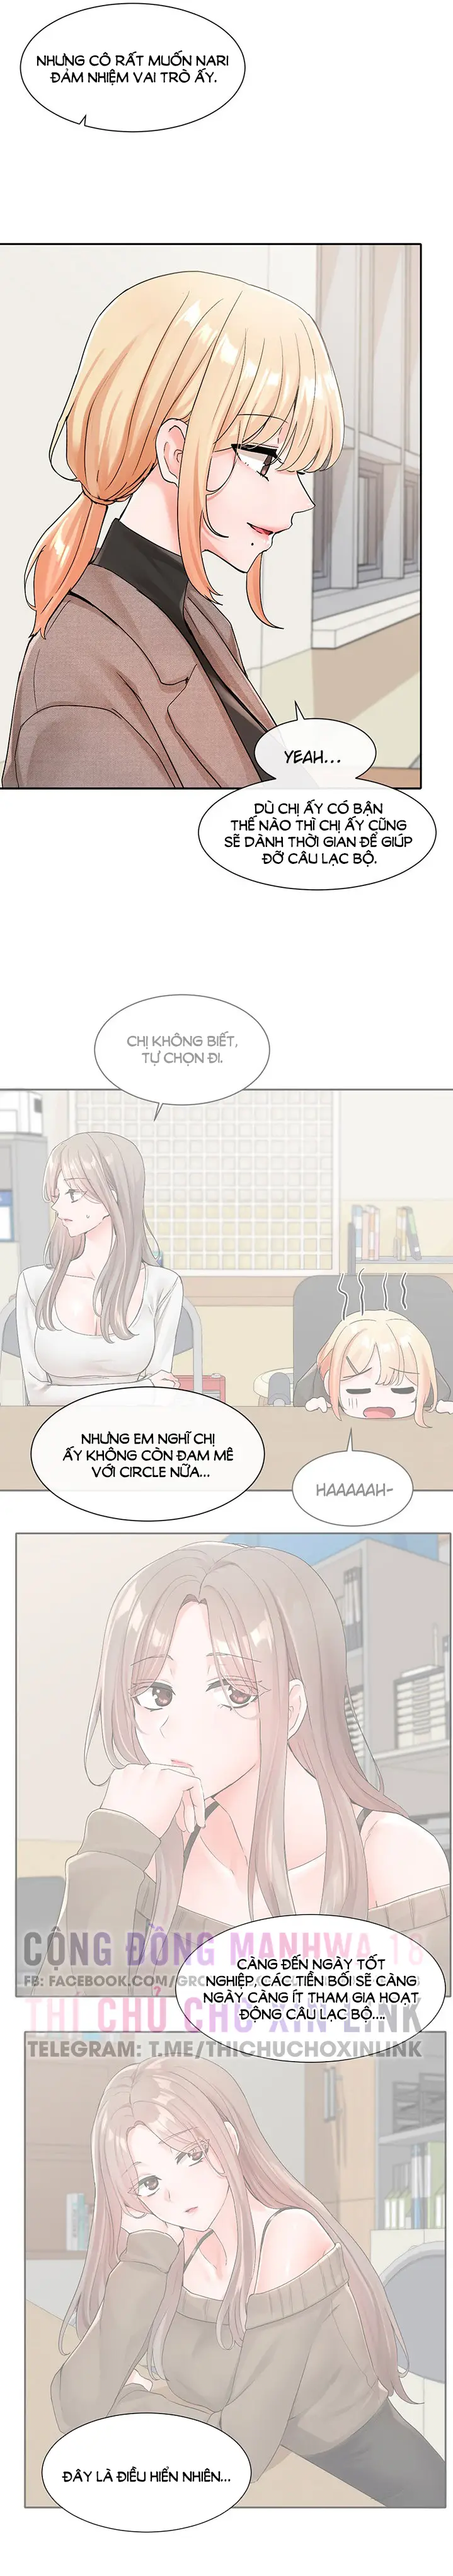 NHƯNG CÔ RẤT MUỐN NARI
ĐẢM NHIỆM VAI TRÒ ẤY.
YEAH...
DÙ CHỊ ẤY CÓ BẬN
THẾ NÀO THÌ CHỊ ẤY CŨNG
SẼ DÀNH THỜI GIAN ĐỂ GIÚP
ĐỠ CÂU LẠC BỘ.
CHỊ KHÔNG BIẾT,
TỰ CHỌN ĐI.
NHƯNG EM NGHĨ CHỊ
ẤY KHÔNG CÒN ĐAM MÊ
VỚI CIRCLE NỮA...
HAAAAAH~
CÀNG ĐẾN NGÀY TỐT
NGHIỆP, CÁC TIỀN BỐI SẼ CÀNG
NGÀY CÀNG ÍT THAM GIA HOẠT
ĐỘNG CÂU LẠC BỘ....
CỘNG ĐỒNG MANHWA 18
FB: FACEBOOK.COM/GRO
THÍ CHỦ CHO XIN LINK
TELEGRAM: T.ME/THICHUCHOXINLINK
ĐÂY LÀ ĐIỀU HIỂN NHIÊN...